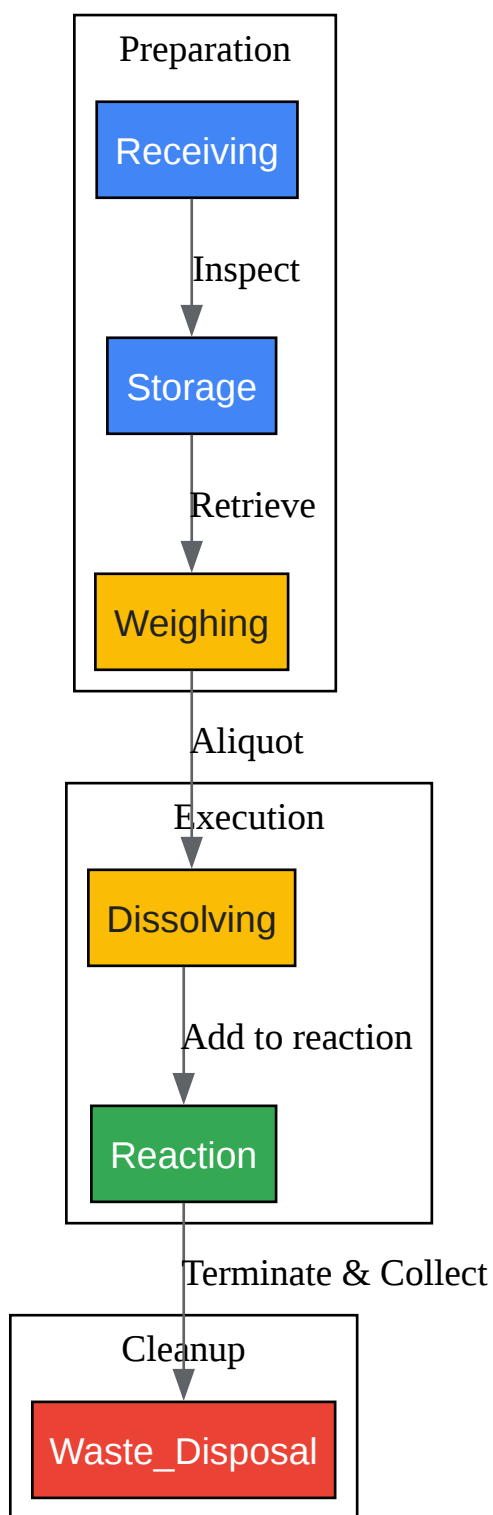 Preparation
Receiving
Inspect
Storage
Retrieve
Weighing
Aliquot
Execution
Dissolving
Add to reaction
Reaction
Terminate & Collect
Cleanup
Waste_Disposal